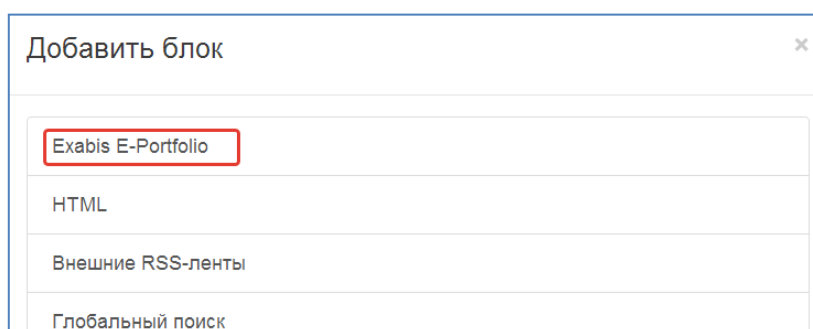 Добавить блок
×
Exabis E-Portfolio
HTML
Внешние RSS-ленты
Глобальный поиск